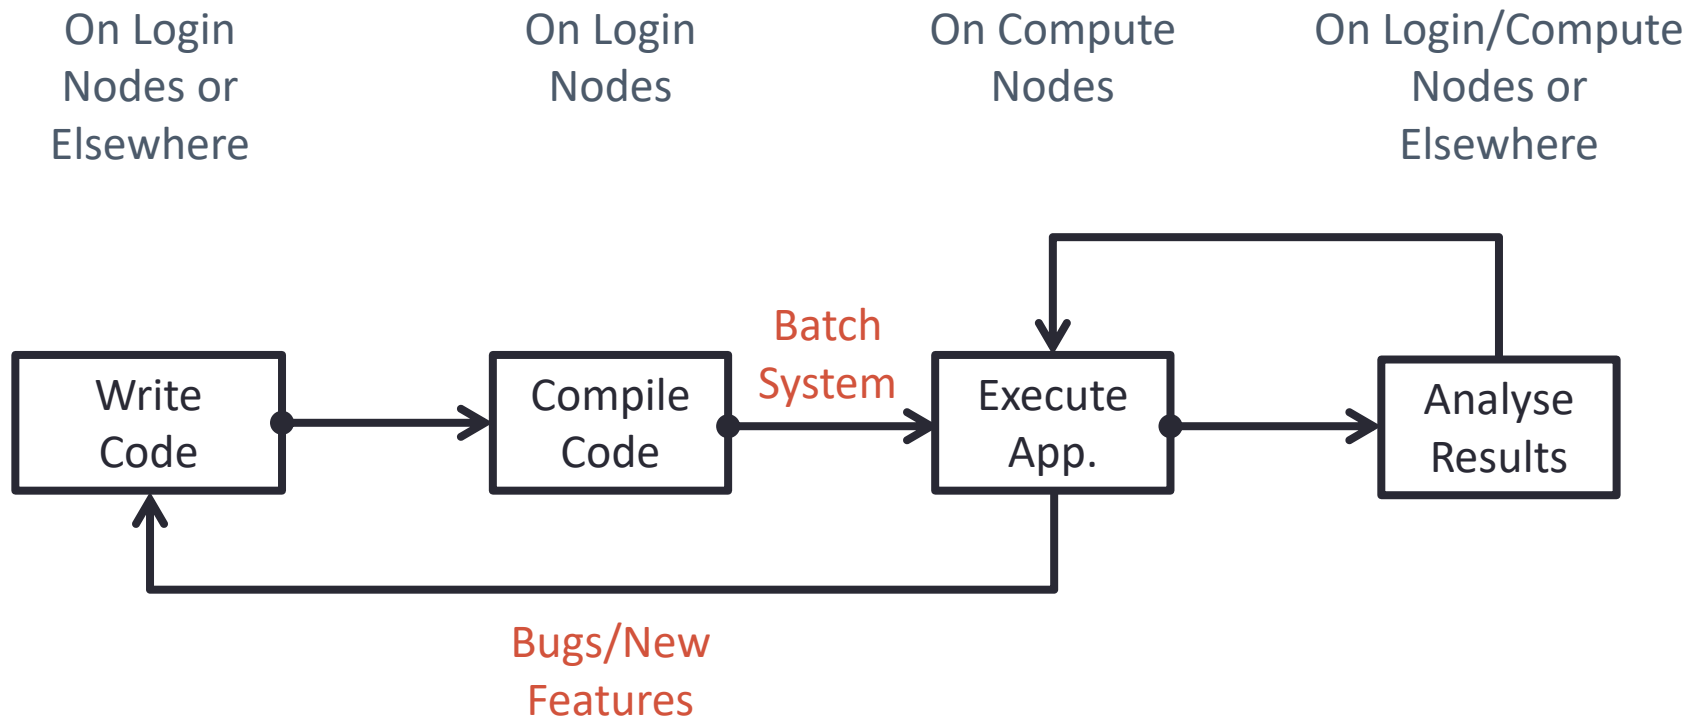 On Login
Nodes or
Elsewhere
On Login
Nodes
On Compute
Nodes
On Login/Compute
Nodes or
Elsewhere
Write
Code
Compile
Code
Batch
System
Execute
App.
Analyse
Results
Bugs/New
Features